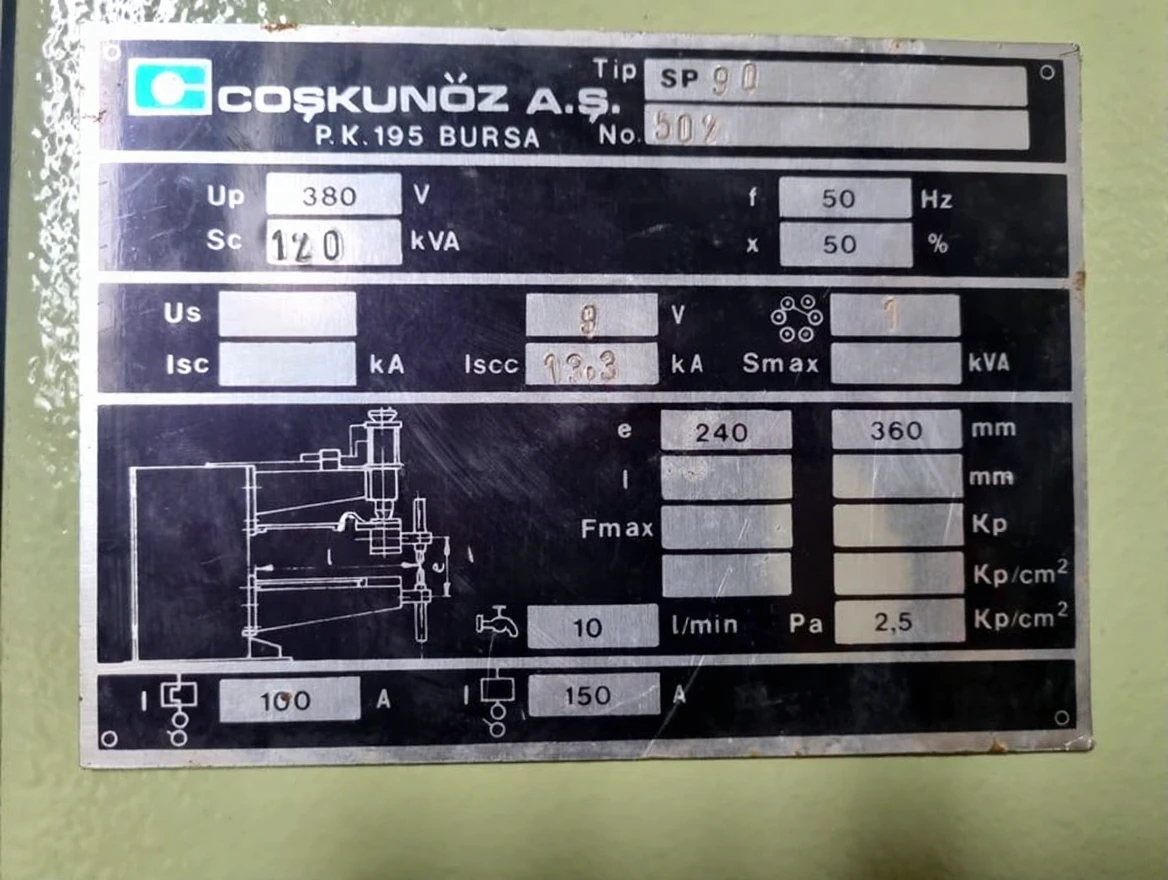 COŞKUNÖZ A.Ş.
P.K.195 BURSA
Tip SP 90
No.
Up 380 V f 50 Hz
Sc 120 kVA x 50 %
Us V 1
Isc kA Iscc 13.3 kA Smax kVA
e 240 360 mm
l mm
Fmax Kp
Kp/cm²
10 l/min Pa 2,5 Kp/cm²
l
e
I 100 A I 150 A